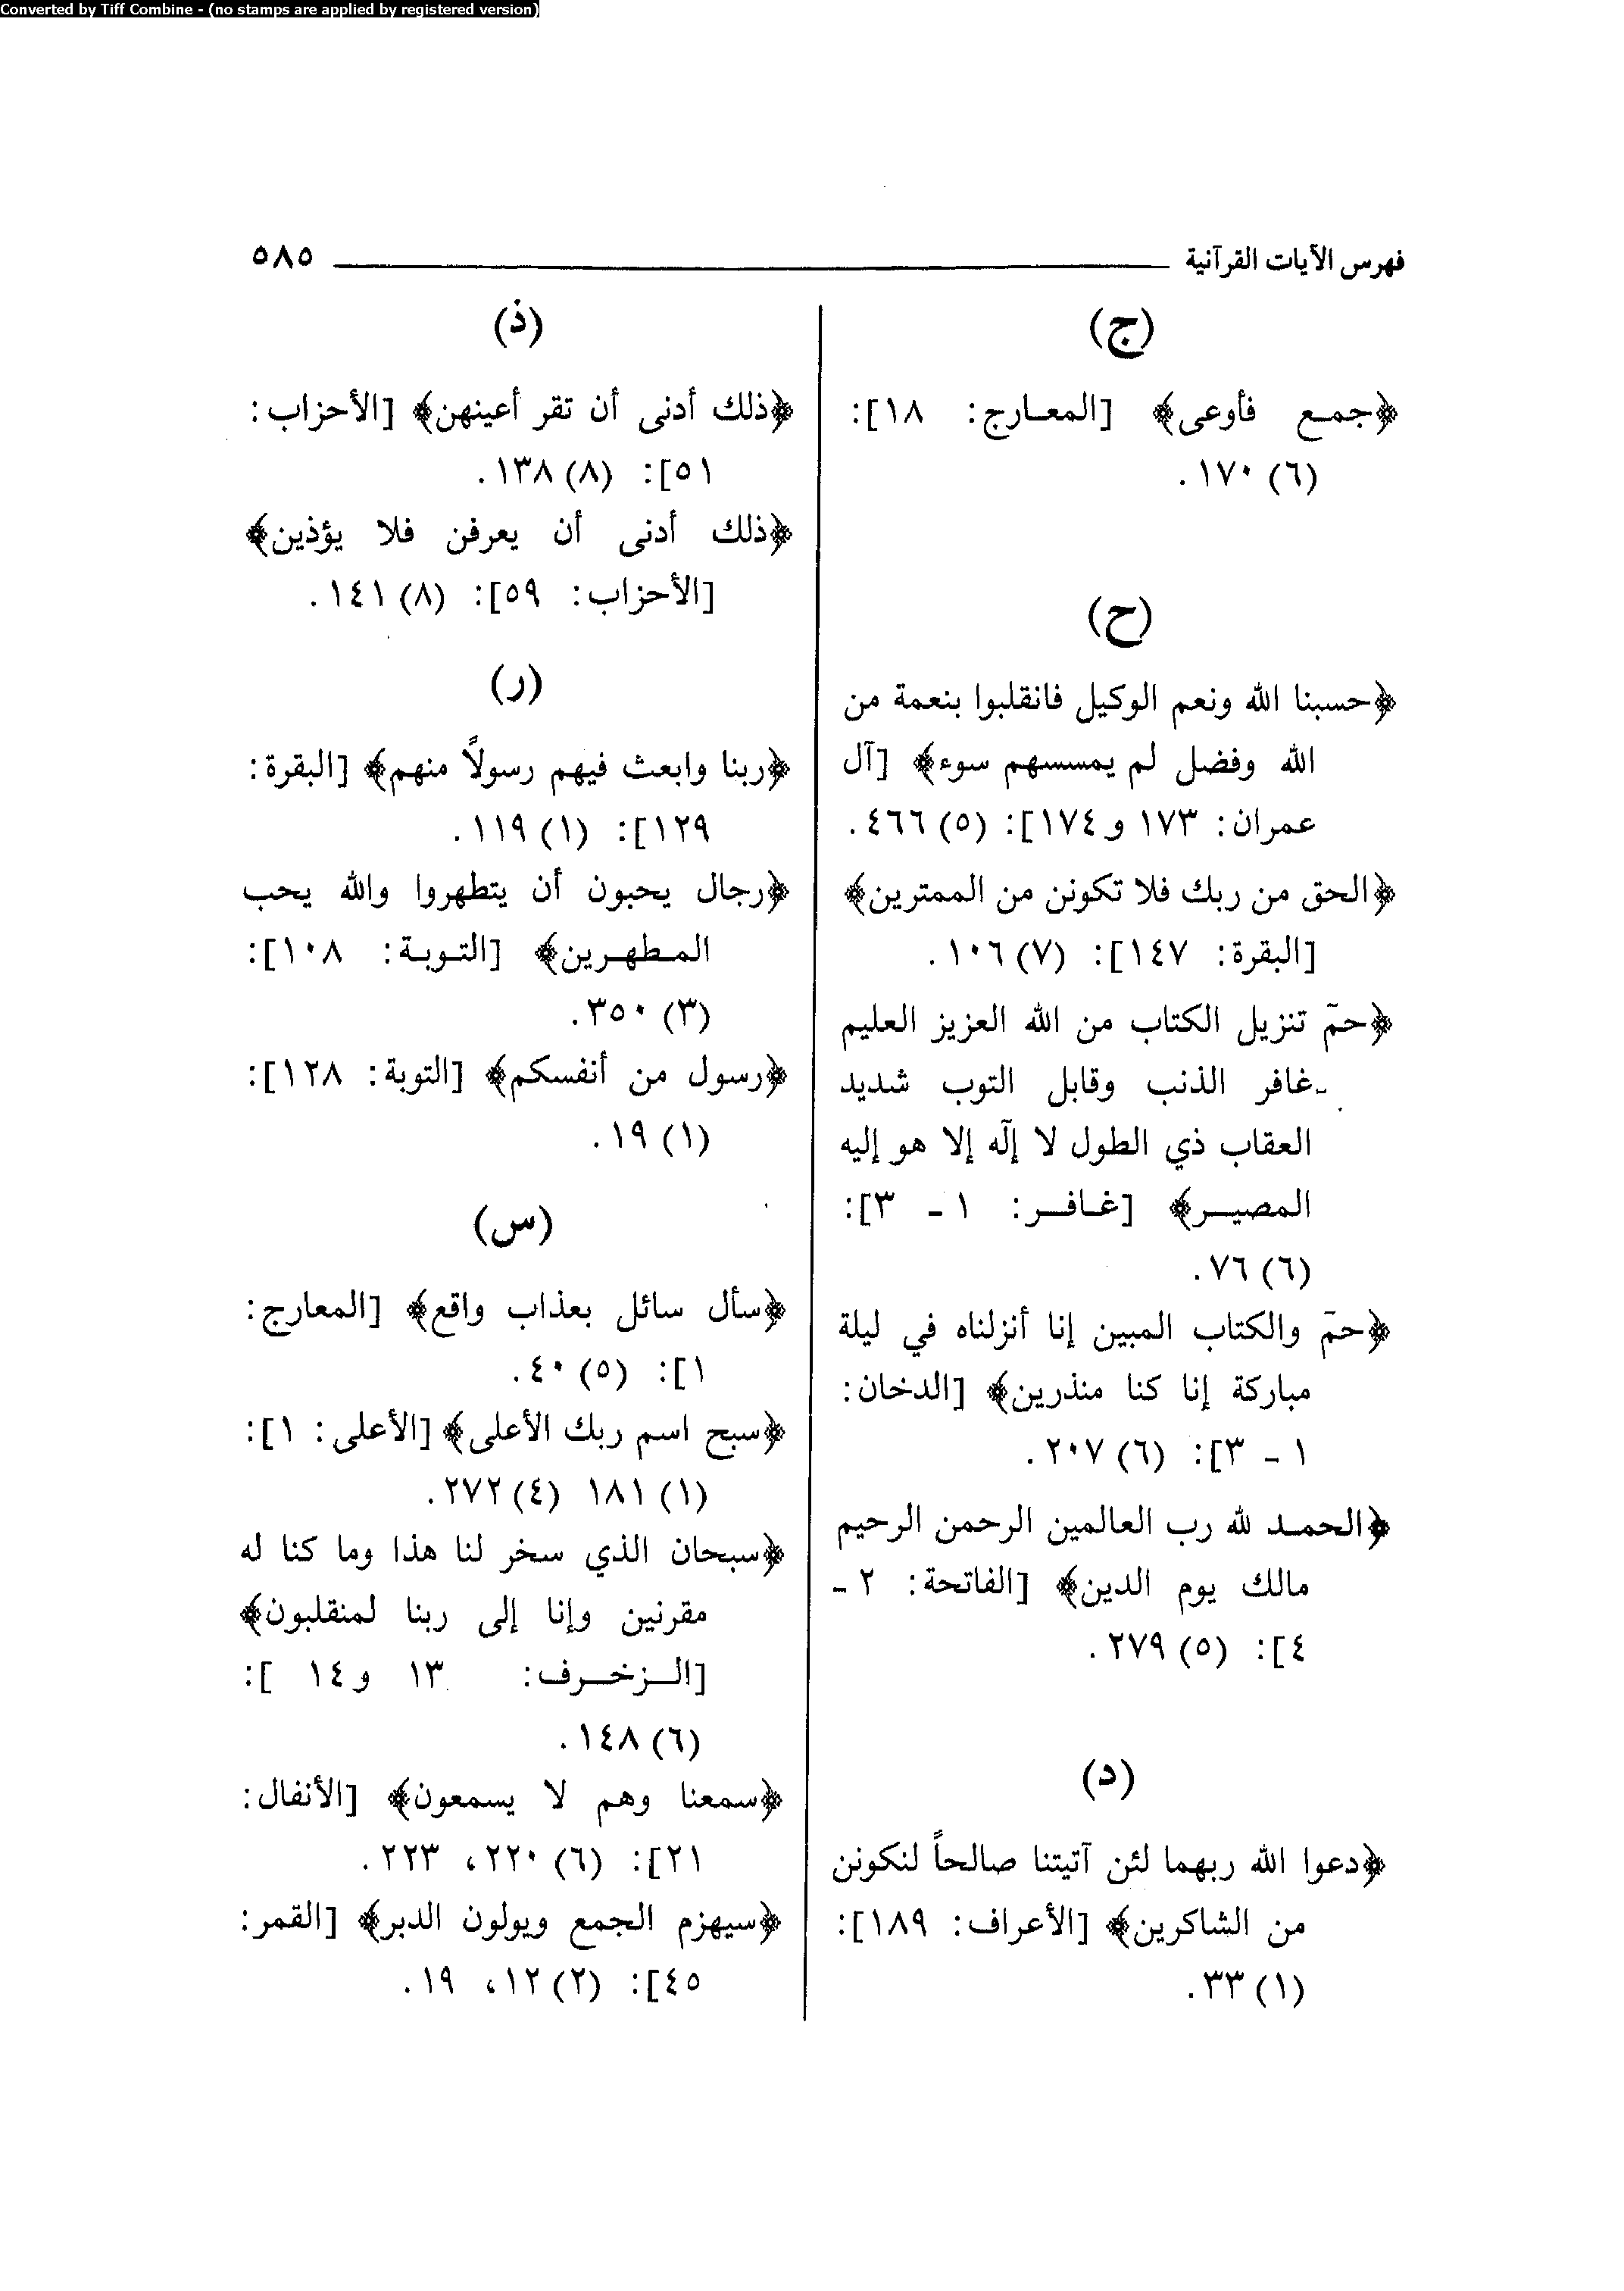 Converted by Tiff Combine - (no stamps are applied by registered version)
فهرس الآيات القرآنية ٥٨٥
(ج)
﴿جمع فأوعى﴾ [المعارج: ١٨]:
(٦) ١٧٠.
(ح)
﴿حسبنا الله ونعم الوكيل فانقلبوا بنعمة من
الله وفضل لم يمسسهم سوء﴾ [آل
عمران: ١٧٣ و١٧٤]: (٥) ٤٦٦.
﴿الحق من ربك فلا تكونن من الممترين﴾
[البقرة: ١٤٧]: (٧) ١٠٦.
﴿حمّ تنزيل الكتاب من الله العزيز العليم
غافر الذنب وقابل التوب شديد
العقاب ذي الطول لا إلٓه إلا هو إليه
المصير﴾ [غافر: ١ - ٣]:
(٦) ٧٦.
﴿حمّ والكتاب المبين إنا أنزلناه في ليلة
مباركة إنا كنا منذرين﴾ [الدخان:
١ - ٣]: (٦) ٢٠٧.
﴿الحمد لله رب العالمين الرحمن الرحيم
مالك يوم الدين﴾ [الفاتحة: ٢ -
٤]: (٥) ٢٧٩.
(د)
﴿دعوا الله ربهما لئن آتيتنا صالحاً لنكونن
من الشاكرين﴾ [الأعراف: ١٨٩]:
(١) ٣٣.
(ذ)
﴿ذلك أدنى أن تقر أعينهن﴾ [الأحزاب:
٥١]: (٨) ١٣٨.
﴿ذلك أدنى أن يعرفن فلا يؤذين﴾
[الأحزاب: ٥٩]: (٨) ١٤١.
(ر)
﴿ربنا وابعث فيهم رسولاً منهم﴾ [البقرة:
١٢٩]: (١) ١١٩.
﴿رجال يحبون أن يتطهروا والله يحب
المطهرين﴾ [التوبة: ١٠٨]:
(٣) ٣٥٠.
﴿رسول من أنفسكم﴾ [التوبة: ١٢٨]:
(١) ١٩.
(س)
﴿سأل سائل بعذاب واقع﴾ [المعارج:
١]: (٥) ٤٠.
﴿سبح اسم ربك الأعلى﴾ [الأعلى: ١]:
(١) ١٨١ (٤) ٢٧٢.
﴿سبحان الذي سخر لنا هذا وما كنا له
مقرنين وإنا إلى ربنا لمنقلبون﴾
[الزخرف: ١٣ و١٤ ]:
(٦) ١٤٨.
﴿سمعنا وهم لا يسمعون﴾ [الأنفال:
٢١]: (٦) ٢٢٠، ٢٢٣.
﴿سيهزم الجمع ويولون الدبر﴾ [القمر:
٤٥]: (٢) ١٢، ١٩.